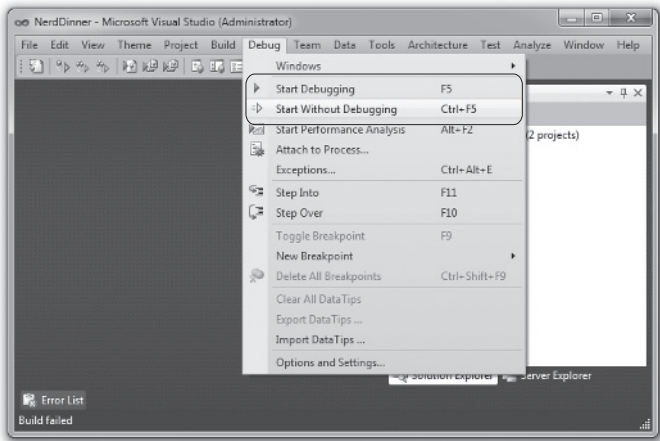 NerdDinner - Microsoft Visual Studio (Administrator)
File Edit View Theme Project Build Debug Team Data Tools Architecture Test Analyze Window Help
Windows
Start Debugging F5
Start Without Debugging Ctrl+F5
(2 projects)
Start Performance Analysis Alt+F2
Attach to Process...
Exceptions... Ctrl+Alt+E
Step Into F11
Step Over F10
Toggle Breakpoint F9
New Breakpoint
Delete All Breakpoints Ctrl+Shift+F9
Clear All DataTips
Export DataTips ...
Import DataTips ...
Options and Settings...
Solution Explorer Server Explorer
Error List
Build failed